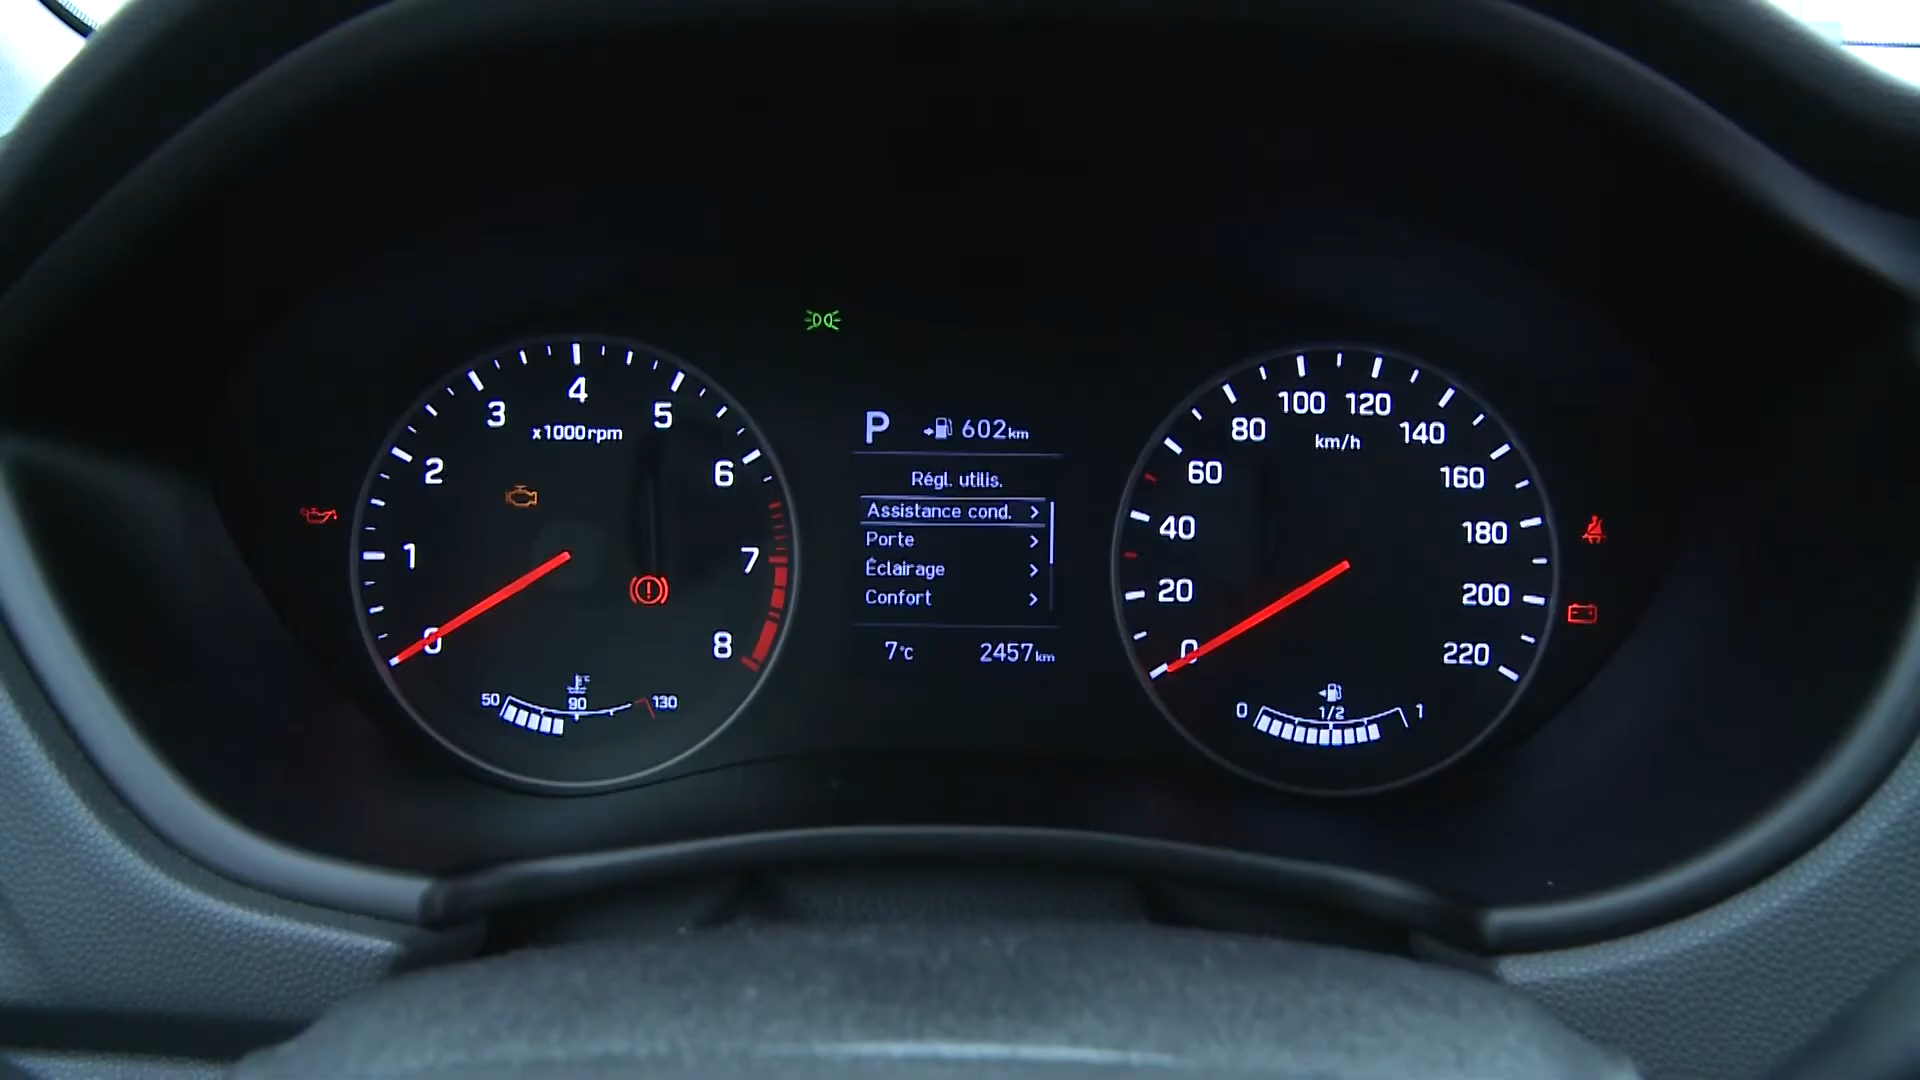 4
3
5
x1000rpm
2
6
1
7
0
8
50
90
130
P
602km
Régl. utilis.
Assistance cond. >
Porte >
Éclairage >
Confort >
7°c
2457km
100
120
80
140
km/h
60
160
40
180
20
200
0
220
0
1/2
1